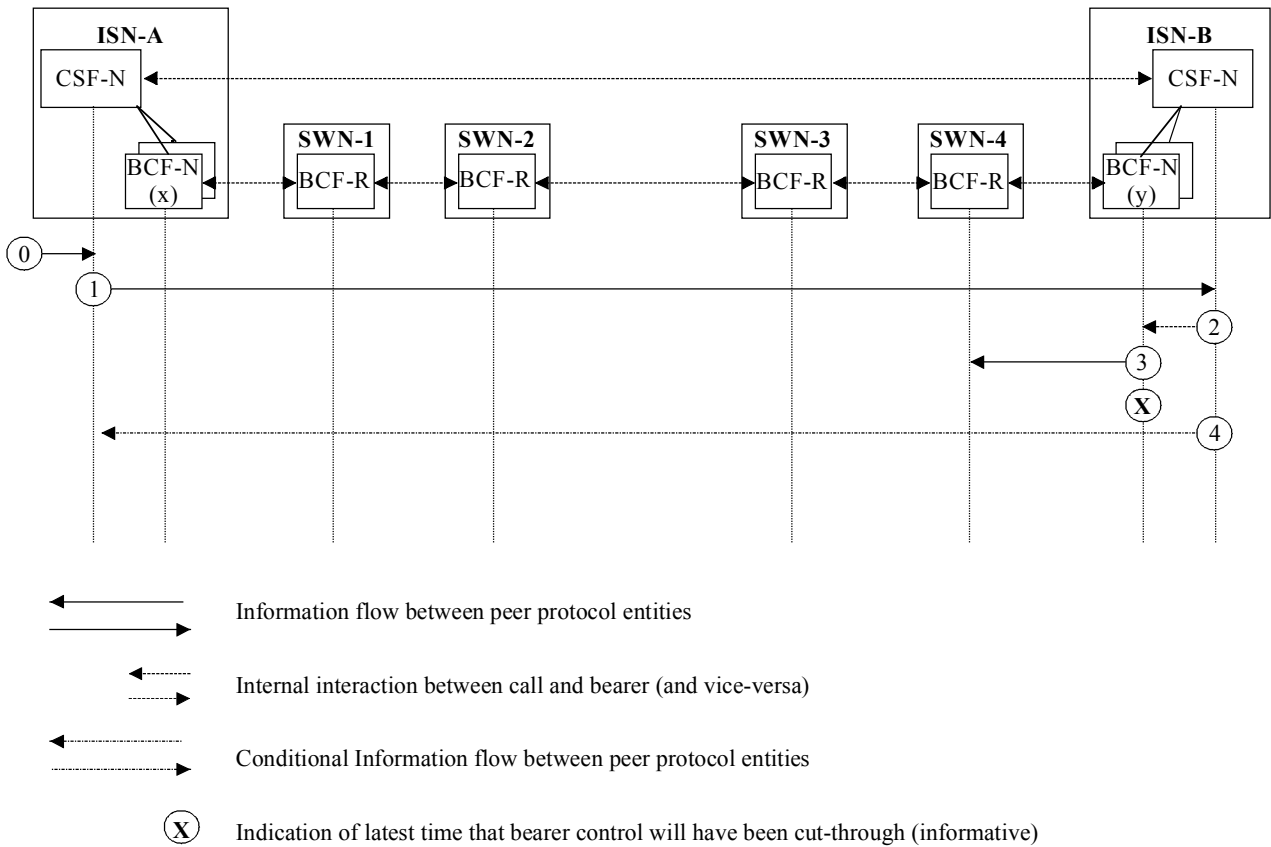 ISN-A
ISN-B
CSF-N
CSF-N
SWN-1
SWN-2
SWN-3
SWN-4
BCF-N
(x)
BCF-R
BCF-R
BCF-R
BCF-R
BCF-N
(y)
0
1
2
3
X
4
Information flow between peer protocol entities
Internal interaction between call and bearer (and vice-versa)
Conditional Information flow between peer protocol entities
X Indication of latest time that bearer control will have been cut-through (informative)